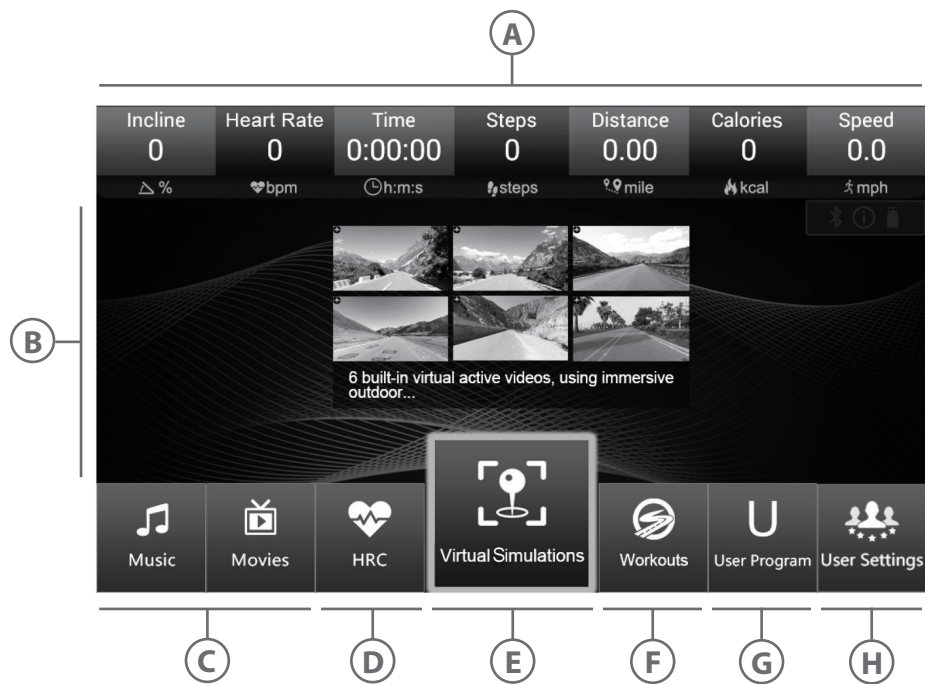 A
Incline Heart Rate Time Steps Distance Calories Speed
0 0 0:00:00 0 0.00 0 0.0
% bpm h:m:s steps mile kcal mph
B
6 built-in virtual active videos, using immersive
outdoor...
Music Movies HRC Virtual Simulations Workouts U User Program User Settings
C D E F G H